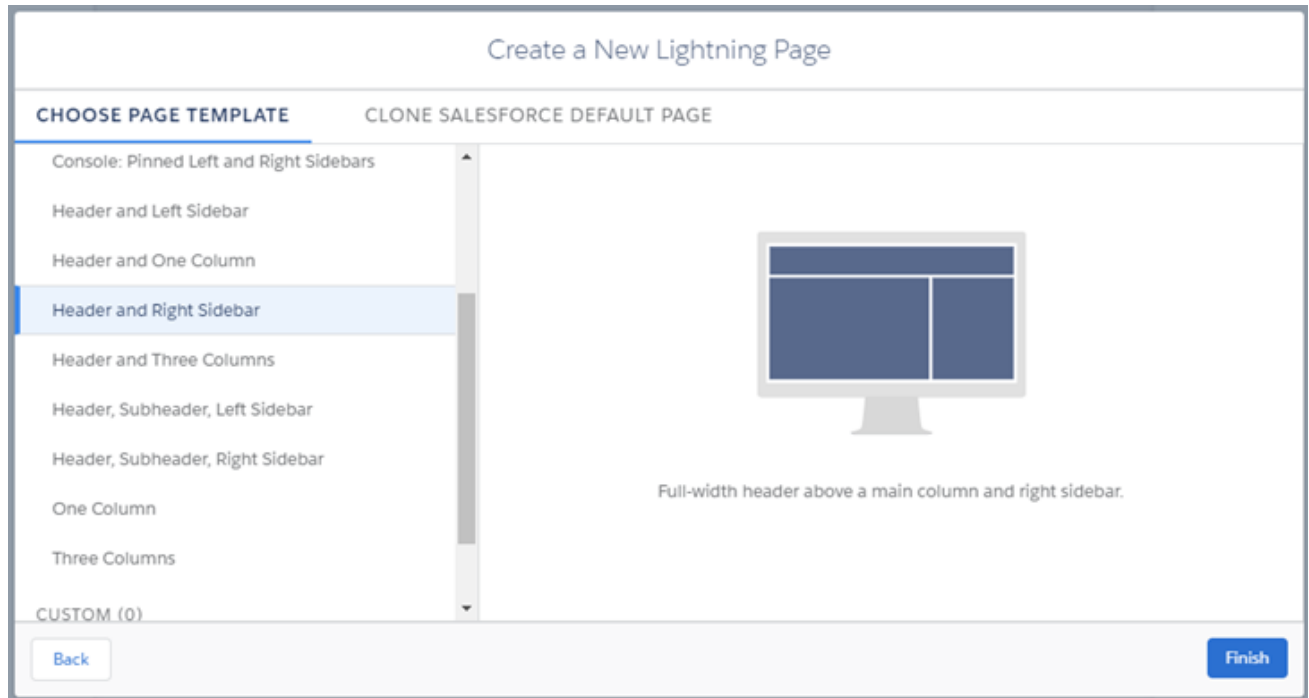 Create a New Lightning Page
CHOOSE PAGE TEMPLATE
CLONE SALESFORCE DEFAULT PAGE
Console: Pinned Left and Right Sidebars
Header and Left Sidebar
Header and One Column
Header and Right Sidebar
Header and Three Columns
Header, Subheader, Left Sidebar
Header, Subheader, Right Sidebar
One Column
Three Columns
CUSTOM (0)
Full-width header above a main column and right sidebar.
Back
Finish